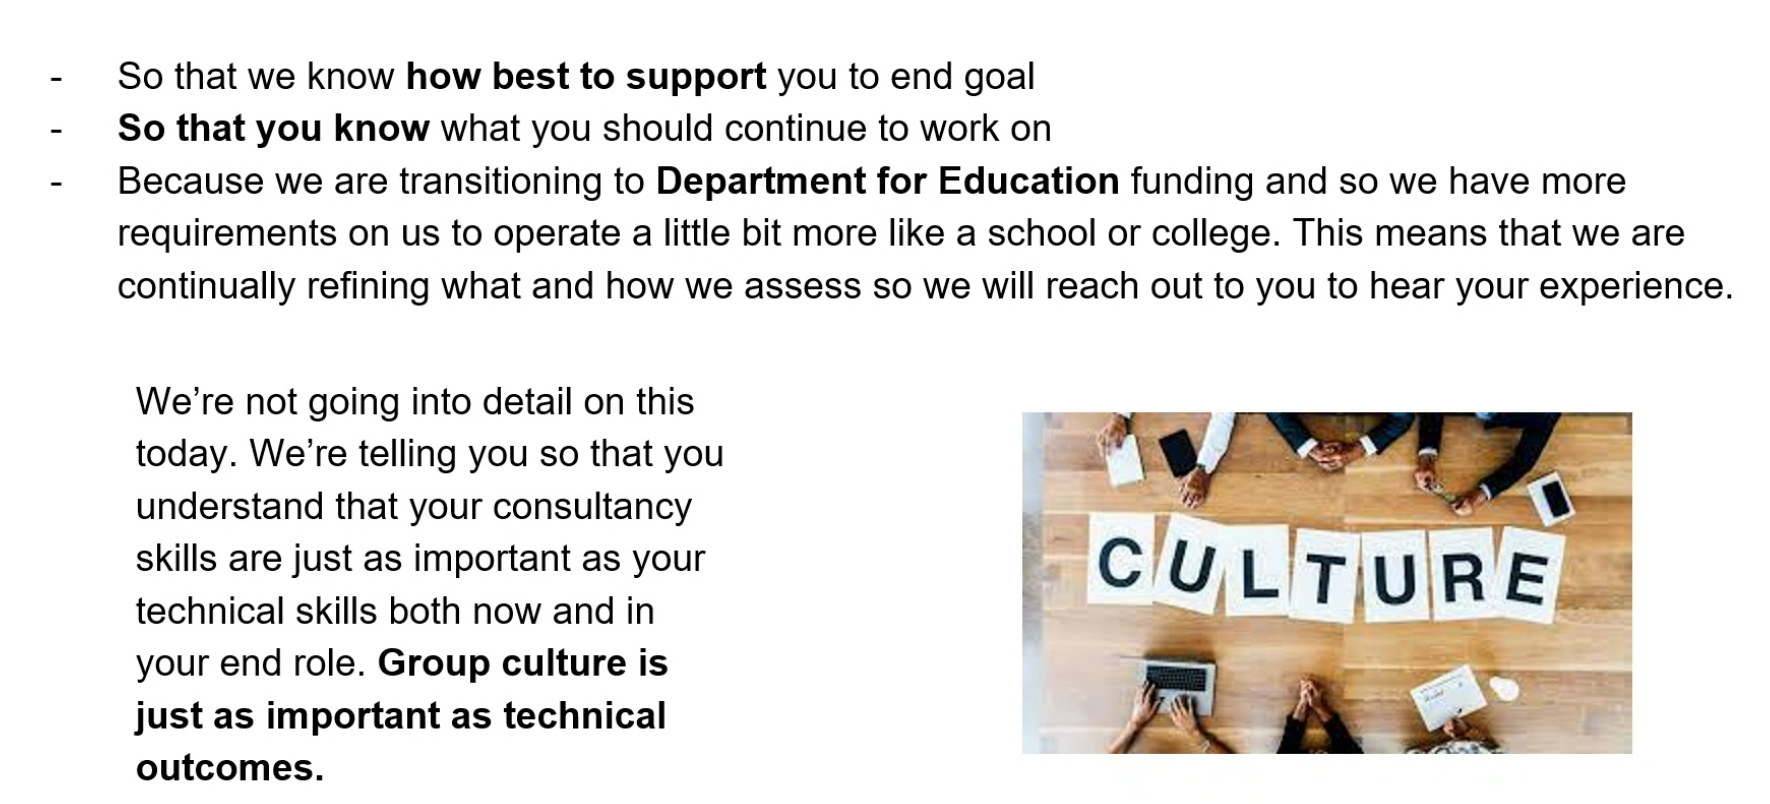 - So that we know how best to support you to end goal
- So that you know what you should continue to work on
- Because we are transitioning to Department for Education funding and so we have more
requirements on us to operate a little bit more like a school or college. This means that we are
continually refining what and how we assess so we will reach out to you to hear your experience.
We’re not going into detail on this
today. We’re telling you so that you
understand that your consultancy
skills are just as important as your
technical skills both now and in
your end role. Group culture is
just as important as technical
outcomes.
CULTURE